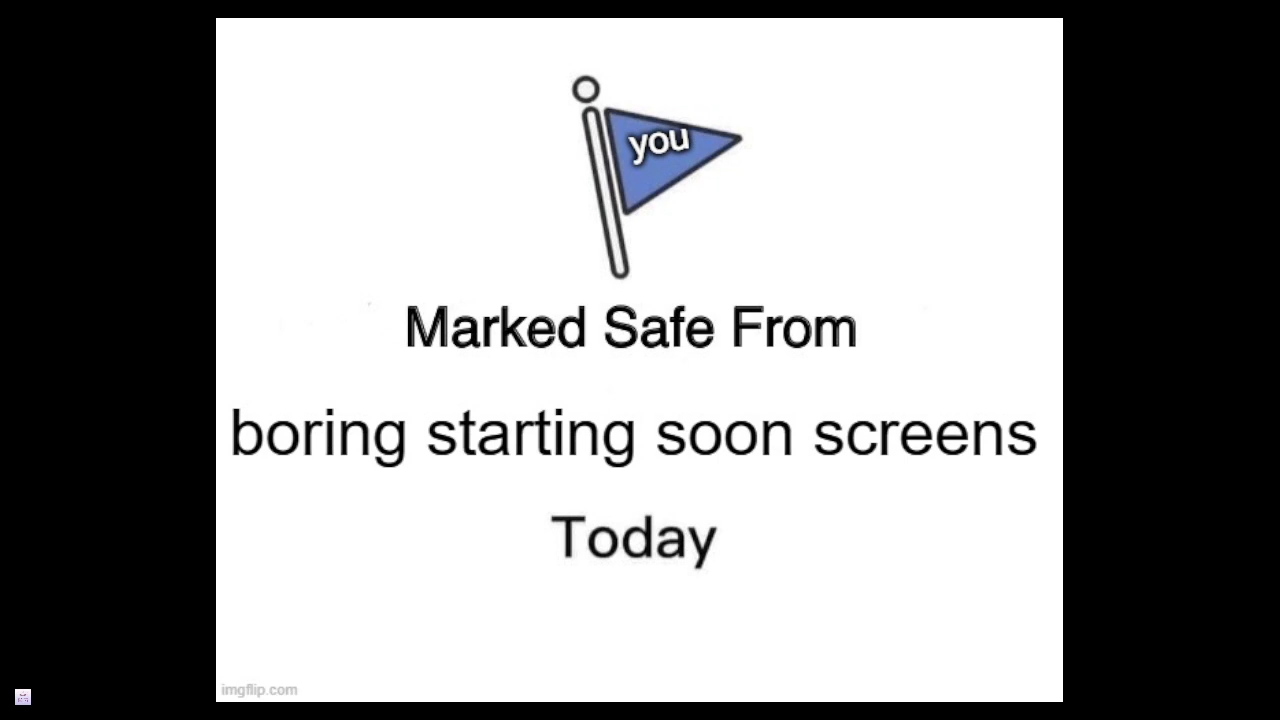 you
Marked Safe From
boring starting soon screens
Today
imgflip.com